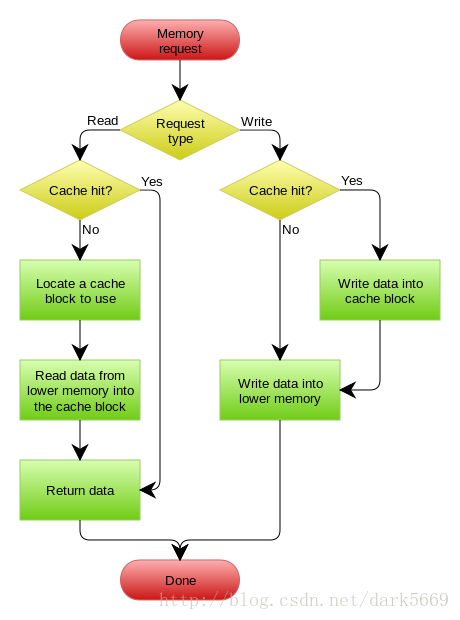 Memory
request
Request
type
Read
Write
Cache hit?
Yes
Cache hit?
Yes
No
No
Locate a cache
block to use
Write data into
cache block
Read data from
lower memory into
the cache block
Write data into
lower memory
Return data
Done
http://blog.csdn.net/dark5669